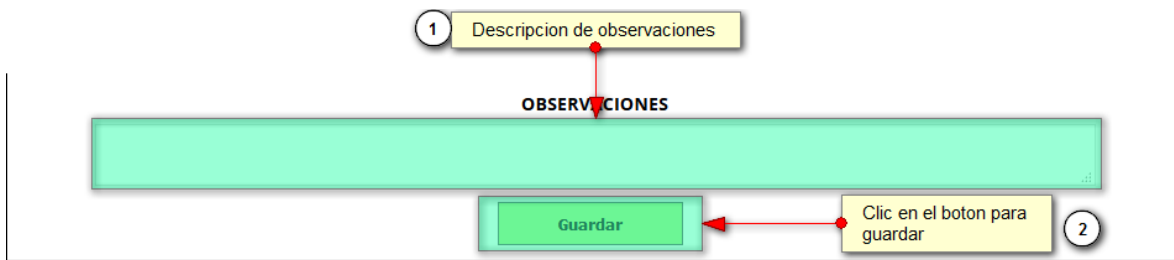 1
Descripcion de observaciones
OBSERVACIONES
Guardar
Clic en el boton para
guardar
2